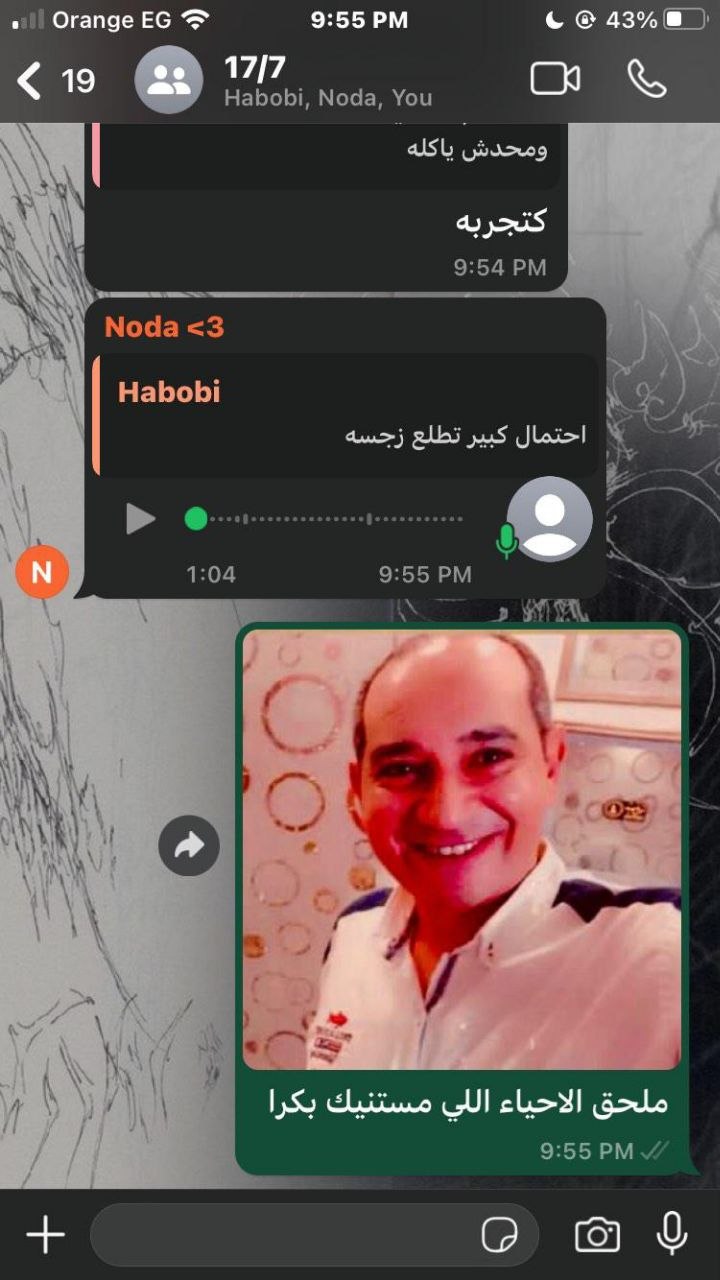 Orange EG 9:55 PM 43%
19 17/7
Habobi, Noda, You
ومحدش ياكله
كتجربه
9:54 PM
Noda <3
Habobi
احتمال كبير تطلع زجسه
1:04 9:55 PM
N
ملحق الاحياء اللي مستنيك بكرا
9:55 PM